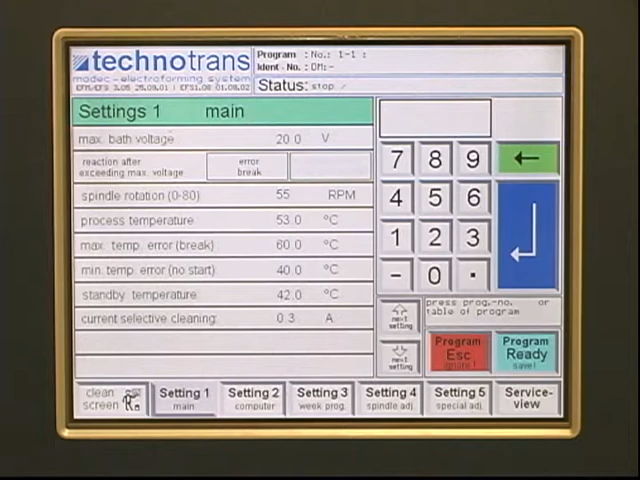 technotrans
modec - electroforming system
Program : No.: 1-1 :
Ident - No. : DM:-
Status: stop /
Settings 1 main
max. bath voltage 20.0 V
reaction after
exceeding max. voltage
error
break
spindle rotation (0-80) 55 RPM
process temperature 53.0 °C
max. temp. error (break) 60.0 °C
min. temp. error (no start) 40.0 °C
standby temperature 42.0 °C
current selective cleaning: 0.3 A
7 8 9 ←
4 5 6
1 2 3
- 0 .
next
setting
press prog.-no. or
table of program
next
setting
Program
Esc
ignore!
Program
Ready
save!
clean
screen
Setting 1
main
Setting 2
computer
Setting 3
week prog.
Setting 4
spindle adj.
Setting 5
special adj.
Service-
view